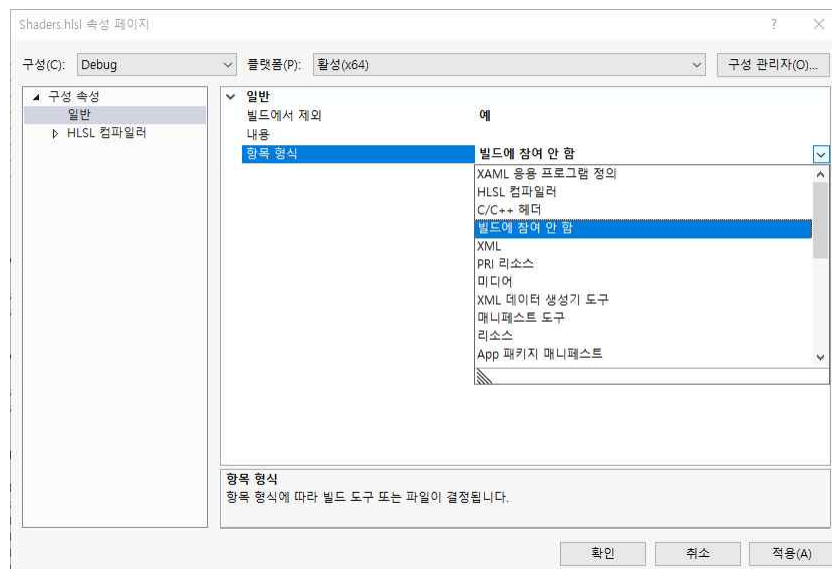 Shaders.hlsl 속성 페이지
구성(C): Debug 플랫폼(P): 활성(x64) 구성 관리자(O)...
구성 속성
일반
HLSL 컴파일러
일반
빌드에서 제외 예
내용
항목 형식 빌드에 참여 안 함
XAML 응용 프로그램 정의
HLSL 컴파일러
C/C++ 헤더
빌드에 참여 안 함
XML
PRI 리소스
미디어
XML 데이터 생성기 도구
매니페스트 도구
리소스
App 패키지 매니페스트
항목 형식
항목 형식에 따라 빌드 도구 또는 파일이 결정됩니다.
확인 취소 적용(A)